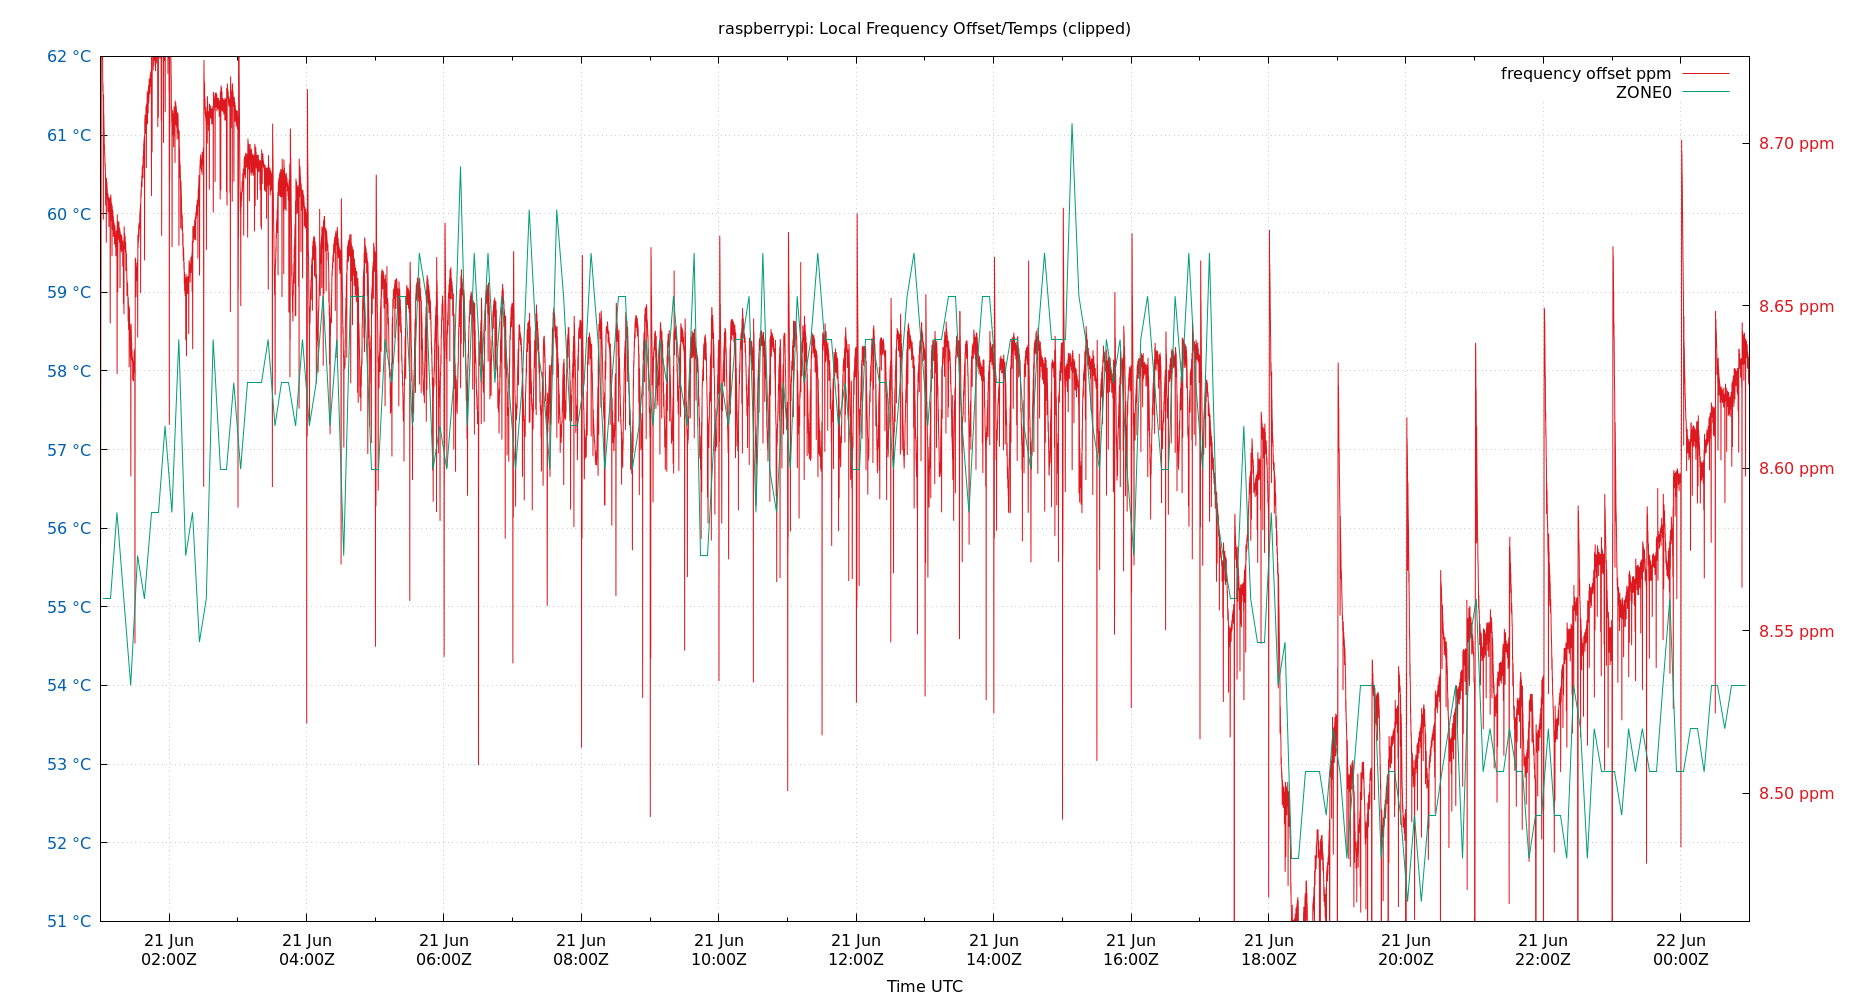 raspberrypi: Local Frequency Offset/Temps (clipped)
frequency offset ppm
ZONE0
62 °C
61 °C
60 °C
59 °C
58 °C
57 °C
56 °C
55 °C
54 °C
53 °C
52 °C
51 °C
8.70 ppm
8.65 ppm
8.60 ppm
8.55 ppm
8.50 ppm
21 Jun
02:00Z
21 Jun
04:00Z
21 Jun
06:00Z
21 Jun
08:00Z
21 Jun
10:00Z
21 Jun
12:00Z
21 Jun
14:00Z
21 Jun
16:00Z
21 Jun
18:00Z
21 Jun
20:00Z
21 Jun
22:00Z
22 Jun
00:00Z
Time UTC